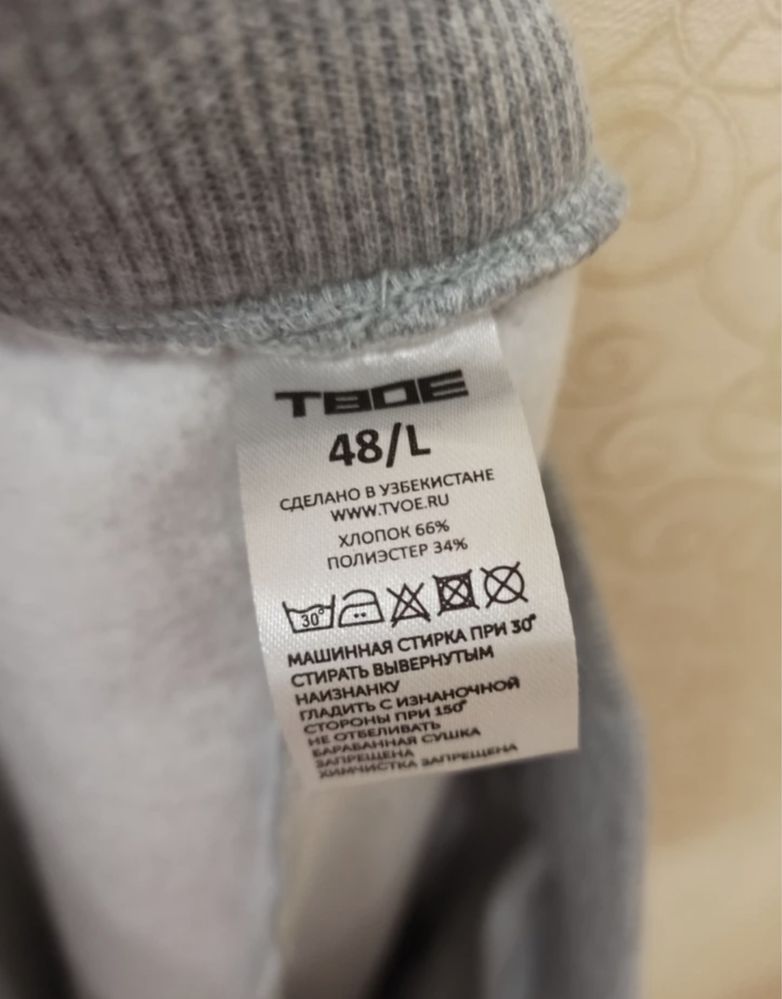 ТВОЕ
48/L
СДЕЛАНО В УЗБЕКИСТАНЕ
WWW.TVOE.RU
ХЛОПОК 66%
ПОЛИЭСТЕР 34%
30°
МАШИННАЯ СТИРКА ПРИ 30°
СТИРАТЬ ВЫВЕРНУТЫМ
НАИЗНАНКУ
ГЛАДИТЬ С ИЗНАНОЧНОЙ
СТОРОНЫ ПРИ 150°
НЕ ОТБЕЛИВАТЬ
БАРАБАННАЯ СУШКА
ЗАПРЕЩЕНА
ХИМЧИСТКА ЗАПРЕЩЕНА